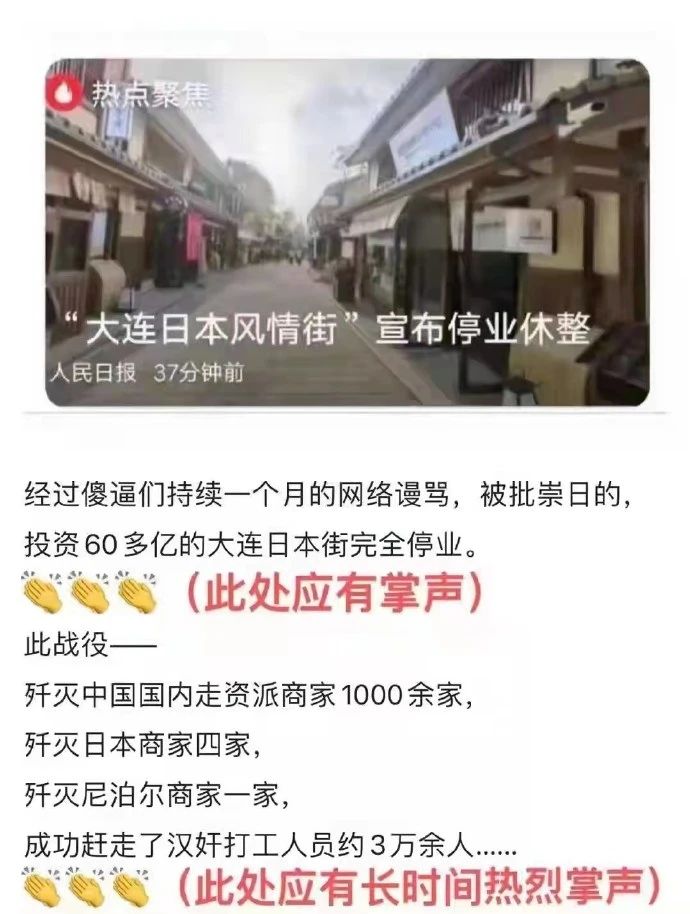 热点聚焦
“大连日本风情街”宣布停业休整
人民日报 37分钟前
经过傻逼们持续一个月的网络谩骂，被批崇日的，
投资60多亿的大连日本街完全停业。
👏👏👏（此处应有掌声）
此战役——
歼灭中国国内走资派商家1000余家，
歼灭日本商家四家，
歼灭尼泊尔商家一家，
成功赶走了汉奸打工人员约3万余人......
👏👏👏（此处应有长时间热烈掌声）